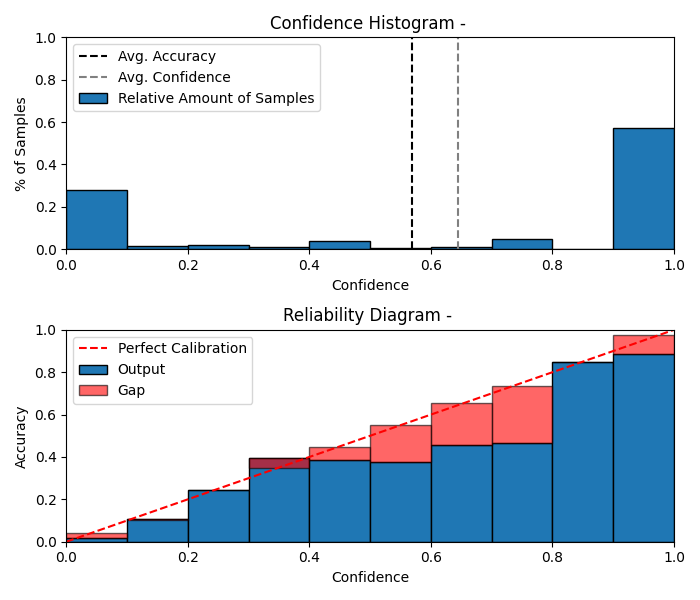 Confidence Histogram -
% of Samples
1.0
0.8
0.6
0.4
0.2
0.0
Avg. Accuracy
Avg. Confidence
Relative Amount of Samples
0.0 0.2 0.4 0.6 0.8 1.0
Confidence
Reliability Diagram -
Accuracy
1.0
0.8
0.6
0.4
0.2
0.0
Perfect Calibration
Output
Gap
0.0 0.2 0.4 0.6 0.8 1.0
Confidence